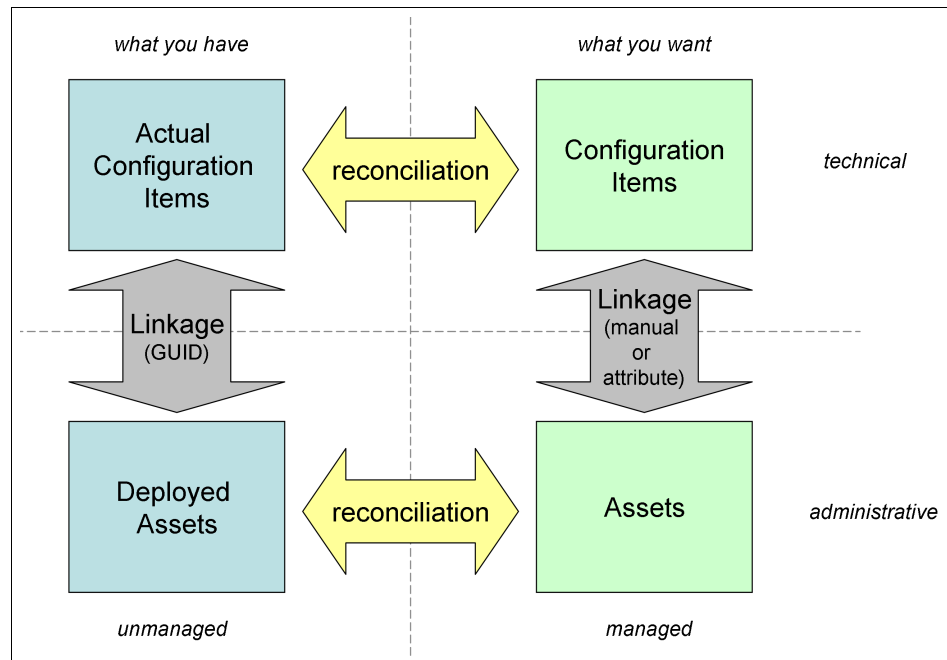 what you have
what you want
Actual
Configuration
Items
reconciliation
Configuration
Items
technical
Linkage
(GUID)
Linkage
(manual
or
attribute)
Deployed
Assets
reconciliation
Assets
administrative
unmanaged
managed